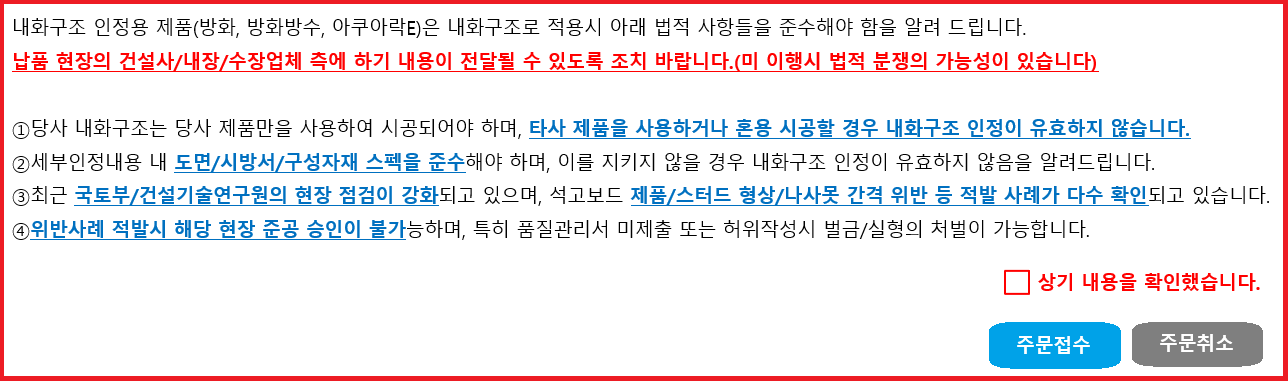 내화구조 인정용 제품(방화, 방화방수, 아쿠아락E)은 내화구조로 적용시 아래 법적 사항들을 준수해야 함을 알려 드립니다.
납품 현장의 건설사/내장/수장업체 측에 하기 내용이 전달될 수 있도록 조치 바랍니다.(미 이행시 법적 분쟁의 가능성이 있습니다)
①당사 내화구조는 당사 제품만을 사용하여 시공되어야 하며, 타사 제품을 사용하거나 혼용 시공할 경우 내화구조 인정이 유효하지 않습니다.
②세부인정내용 내 도면/시방서/구성자재 스펙을 준수해야 하며, 이를 지키지 않을 경우 내화구조 인정이 유효하지 않음을 알려드립니다.
③최근 국토부/건설기술연구원의 현장 점검이 강화되고 있으며, 석고보드 제품/스터드 형상/나사못 간격 위반 등 적발 사례가 다수 확인되고 있습니다.
④위반사례 적발시 해당 현장 준공 승인이 불가능하며, 특히 품질관리서 미제출 또는 허위작성시 벌금/실형의 처벌이 가능합니다.
상기 내용을 확인했습니다.
주문접수 주문취소